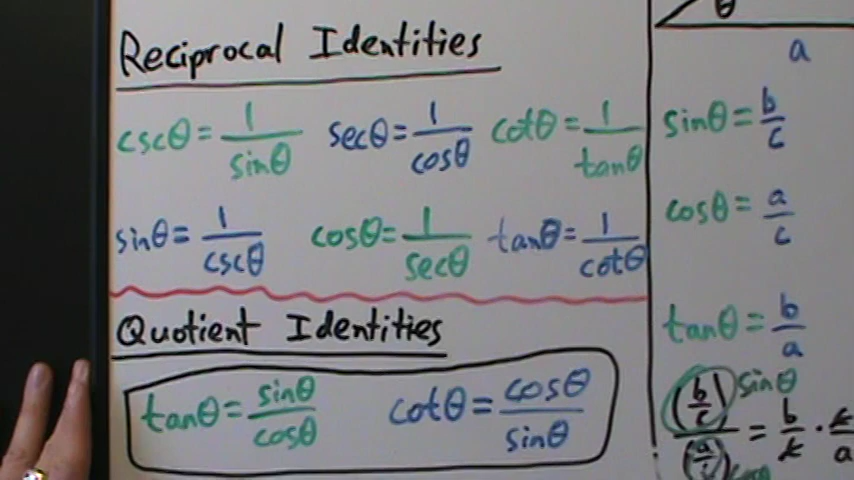 Reciprocal Identities
cscθ = 1/sinθ secθ = 1/cosθ cotθ = 1/tanθ
sinθ = 1/cscθ cosθ = 1/secθ tanθ = 1/cotθ
Quotient Identities
tanθ = sinθ/cosθ cotθ = cosθ/sinθ
θ
a
sinθ = b/c
cosθ = a/c
tanθ = b/a
sinθ
(b/c)/(a/c) = b/c · c/a